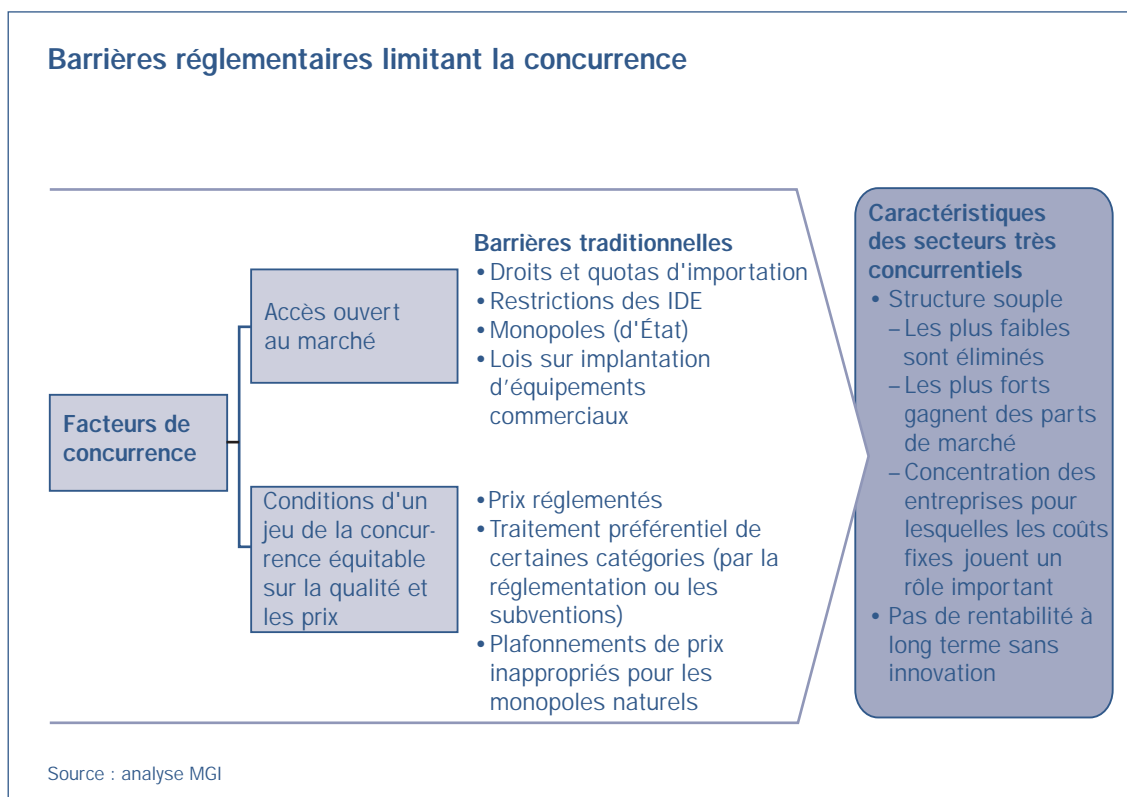 Barrières réglementaires limitant la concurrence
Facteurs de
concurrence
Accès ouvert
au marché
Barrières traditionnelles
• Droits et quotas d'importation
• Restrictions des IDE
• Monopoles (d'État)
• Lois sur implantation
d’équipements
commerciaux
Conditions d'un
jeu de la concur-
rence équitable
sur la qualité et
les prix
• Prix réglementés
• Traitement préférentiel de
certaines catégories (par la
réglementation ou les
subventions)
• Plafonnements de prix
inappropriés pour les
monopoles naturels
Caractéristiques
des secteurs très
concurrentiels
• Structure souple
– Les plus faibles
sont éliminés
– Les plus forts
gagnent des parts
de marché
– Concentration des
entreprises pour
lesquelles les coûts
fixes jouent un
rôle important
• Pas de rentabilité à
long terme sans
innovation
Source : analyse MGI